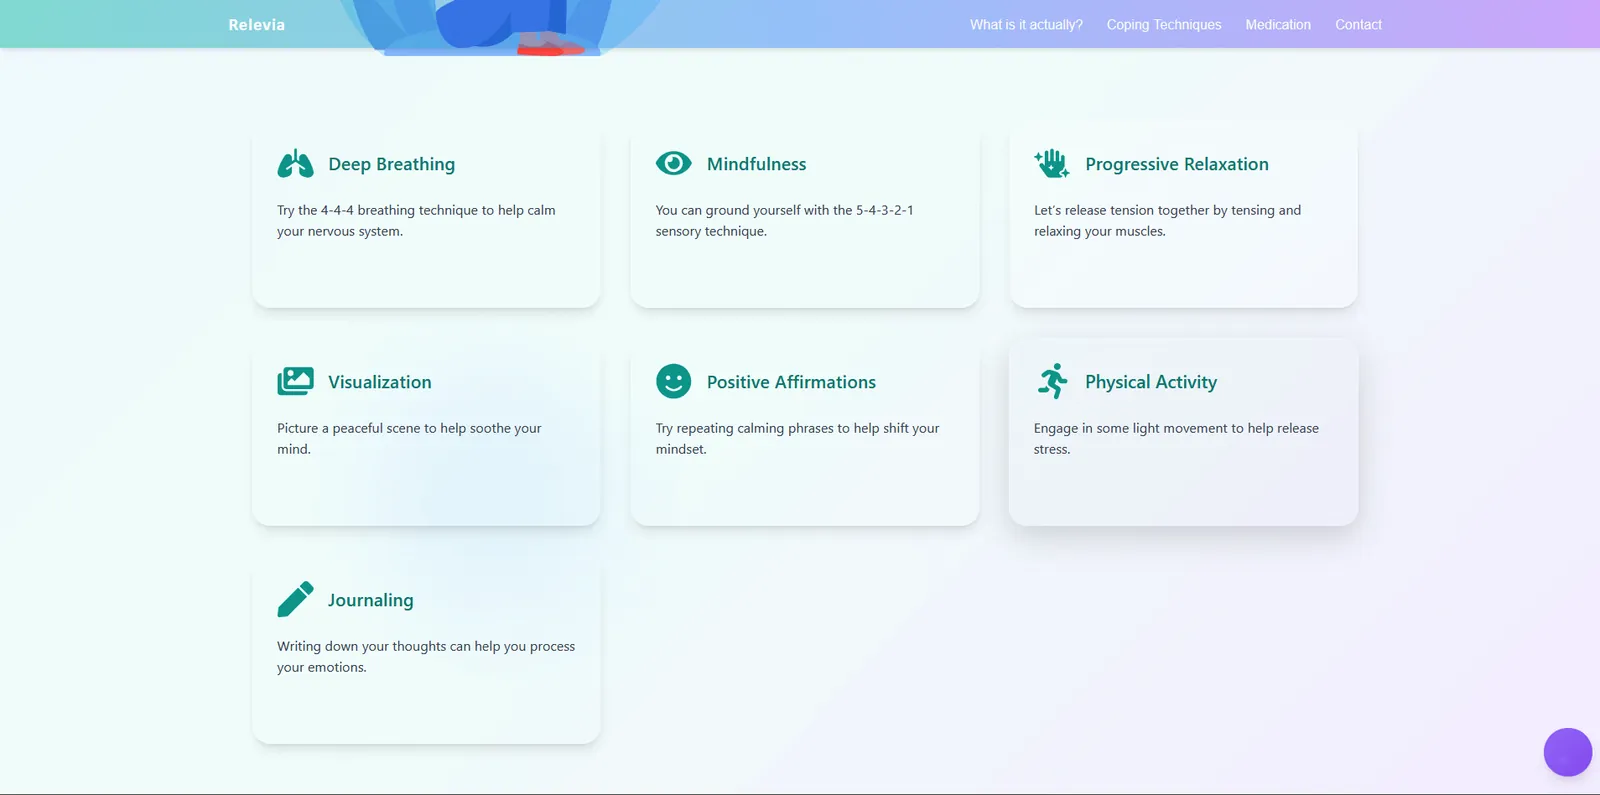 Relevia
What is it actually?
Coping Techniques
Medication
Contact
Deep Breathing
Try the 4-4-4 breathing technique to help calm
your nervous system.
Mindfulness
You can ground yourself with the 5-4-3-2-1
sensory technique.
Progressive Relaxation
Let's release tension together by tensing and
relaxing your muscles.
Visualization
Picture a peaceful scene to help soothe your
mind.
Positive Affirmations
Try repeating calming phrases to help shift your
mindset.
Physical Activity
Engage in some light movement to help release
stress.
Journaling
Writing down your thoughts can help you process
your emotions.